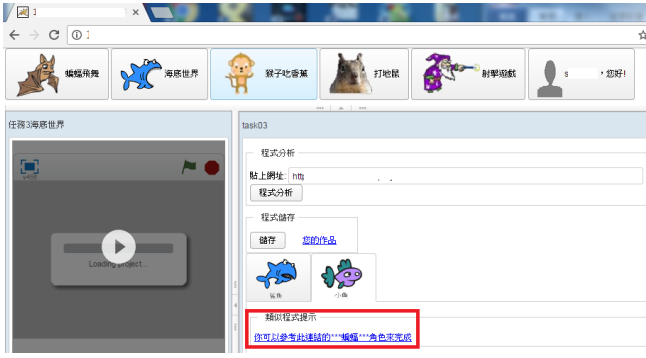 1
1
蝙蝠飛舞
海底世界
猴子吃香蕉
打地鼠
射擊遊戲
s ，您好!
任務3海底世界
task03
程式分析
貼上網址: http
程式分析
程式儲存
儲存 您的作品
Loading project...
鯊魚 小魚
類似程式提示
你可以參考此連結的***蝙蝠***角色來完成